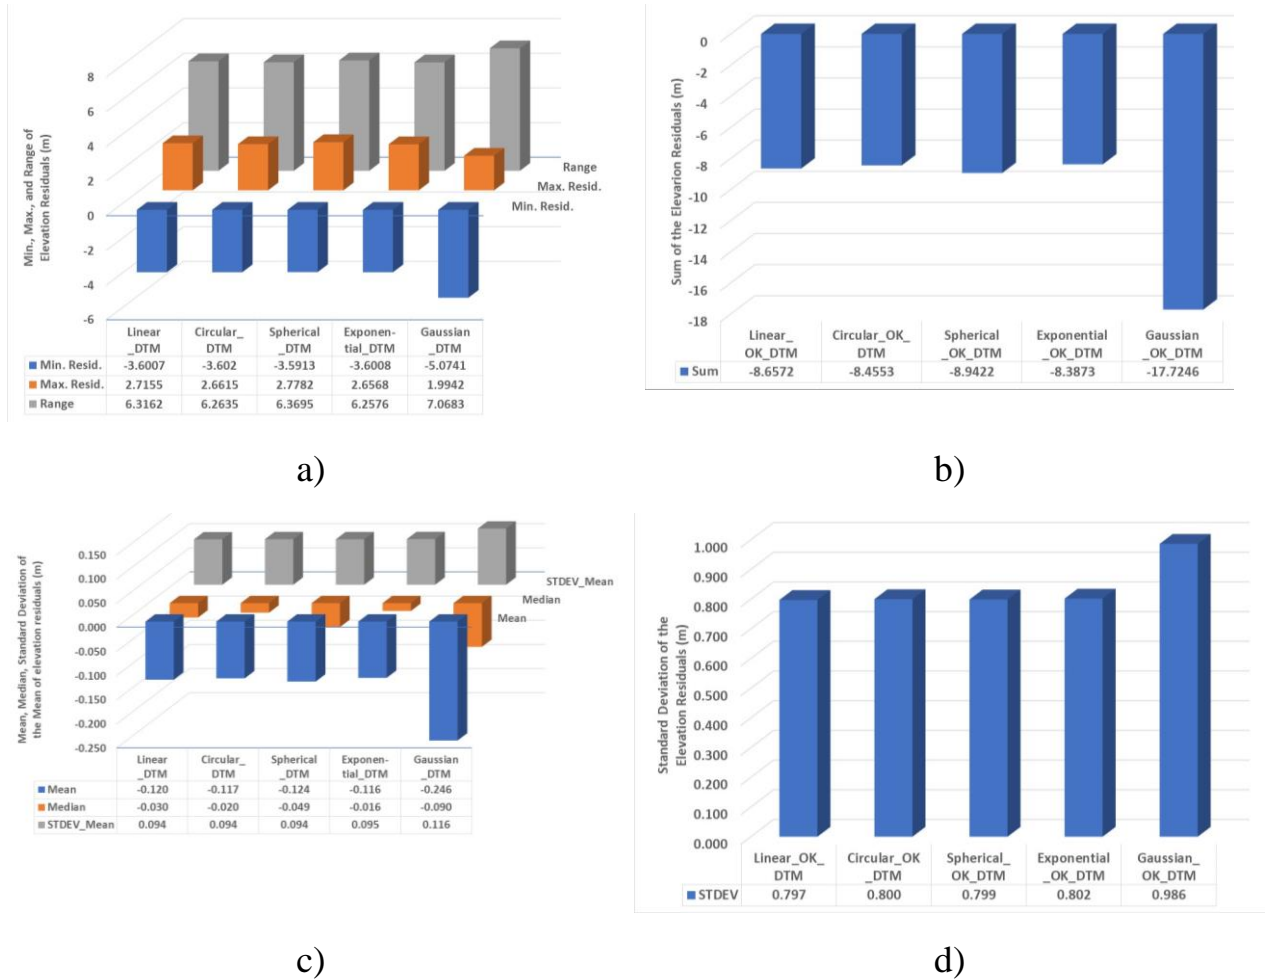 a)
Min., Max., and Range of
Elevation Residuals (m)
8
6
4
2
0
-2
-4
-6
Range
Max. Resid.
Min. Resid.
Linear Circular_ Spherical Exponen- Gaussian
_DTM DTM _DTM tial_DTM _DTM
Min. Resid. -3.6007 -3.602 -3.5913 -3.6008 -5.0741
Max. Resid. 2.7155 2.6615 2.7782 2.6568 1.9942
Range 6.3162 6.2635 6.3695 6.2576 7.0683
b)
Sum of the Elevarion Residuals (m)
0
-2
-4
-6
-8
-10
-12
-14
-16
-18
Linear_ Circular_OK_ Spherical Exponential Gaussian
OK_DTM DTM _OK_DTM _OK_DTM _OK_DTM
Sum -8.6572 -8.4553 -8.9422 -8.3873 -17.7246
c)
Mean, Median, Standard Deviation of
the Mean of elevation residuals (m)
0.150
0.100
0.050
0.000
-0.050
-0.100
-0.150
-0.200
-0.250
STDEV_Mean
Median
Mean
Linear Circular_ Spherical Exponen- Gaussian
_DTM DTM _DTM tial_DTM _DTM
Mean -0.120 -0.117 -0.124 -0.116 -0.246
Median -0.030 -0.020 -0.049 -0.016 -0.090
STDEV_Mean 0.094 0.094 0.094 0.095 0.116
d)
Standard Deviation of the
Elevation Residuals (m)
1.000
0.900
0.800
0.700
0.600
0.500
0.400
0.300
0.200
0.100
0.000
Linear_OK_ Circular_OK Spherical_ Exponential Gaussian_
DTM _DTM OK_DTM _OK_DTM OK_DTM
STDEV 0.797 0.800 0.799 0.802 0.986